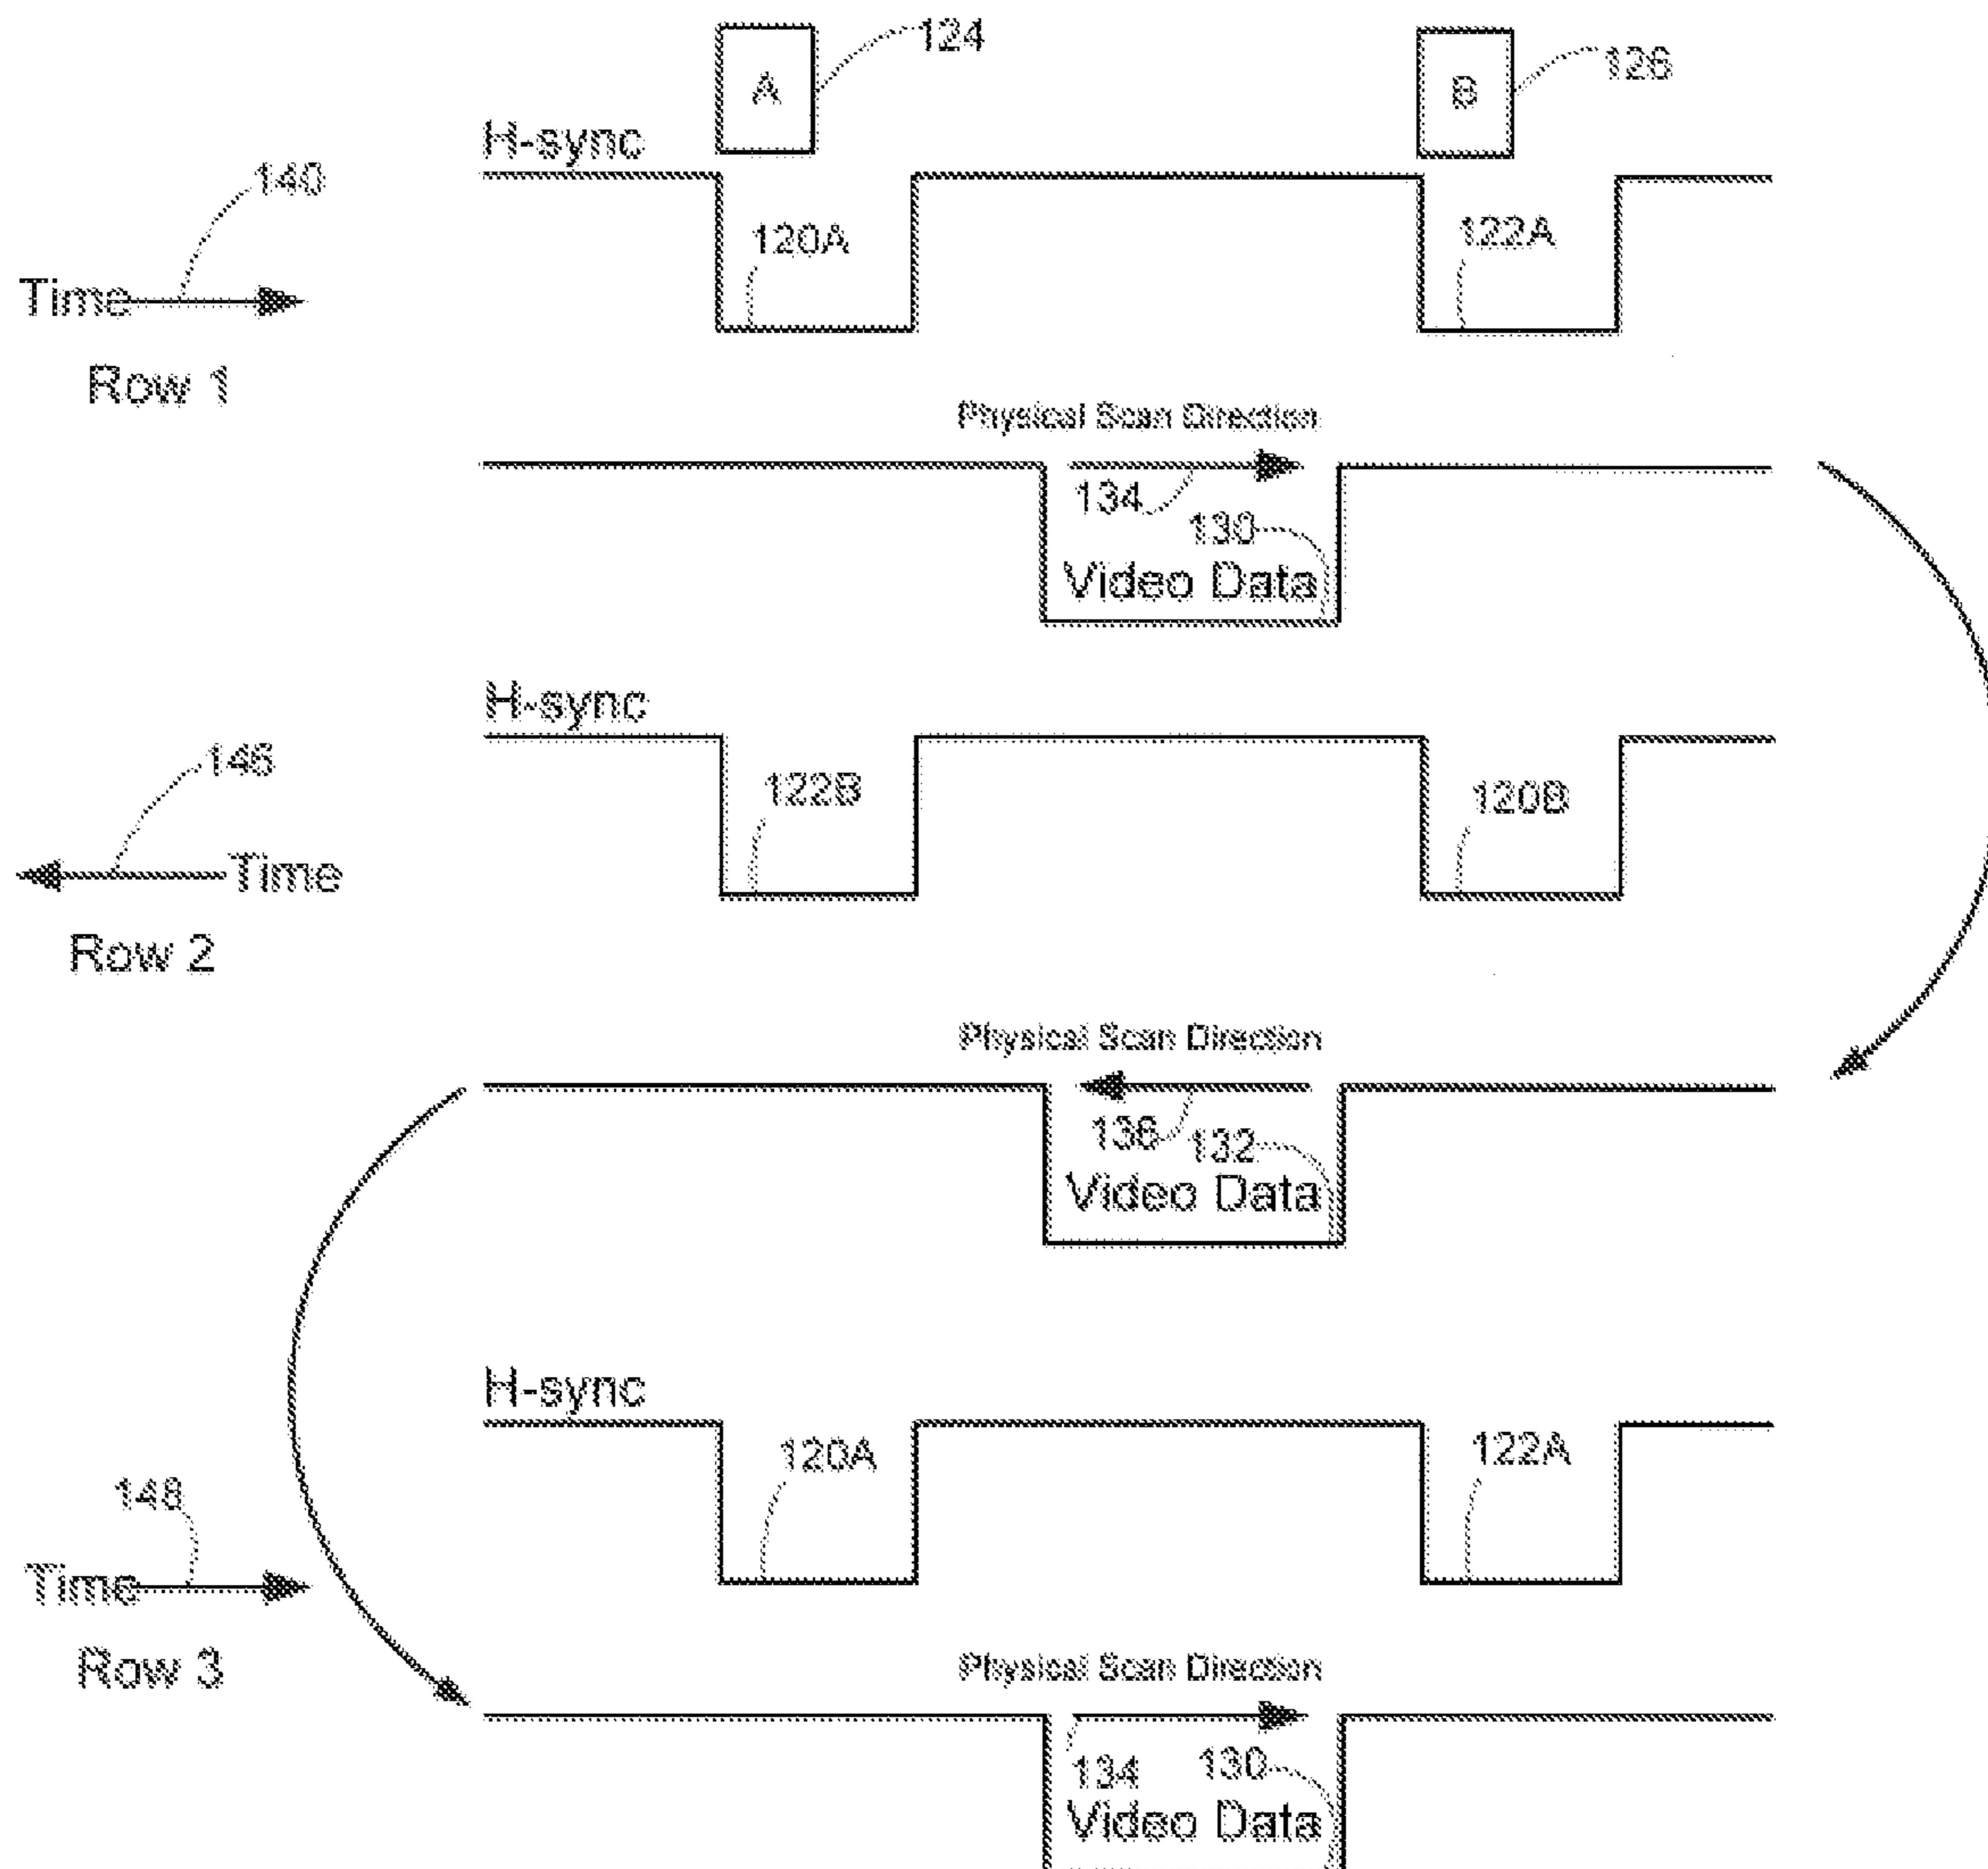 A
124
B
126
H-sync
140
120A
122A
Time
Row 1
Physical Scan Direction
134
130
Video Data
H-sync
146
122B
120B
Time
Row 2
Physical Scan Direction
136
132
Video Data
H-sync
120A
122A
148
Time
Row 3
Physical Scan Direction
134
130
Video Data